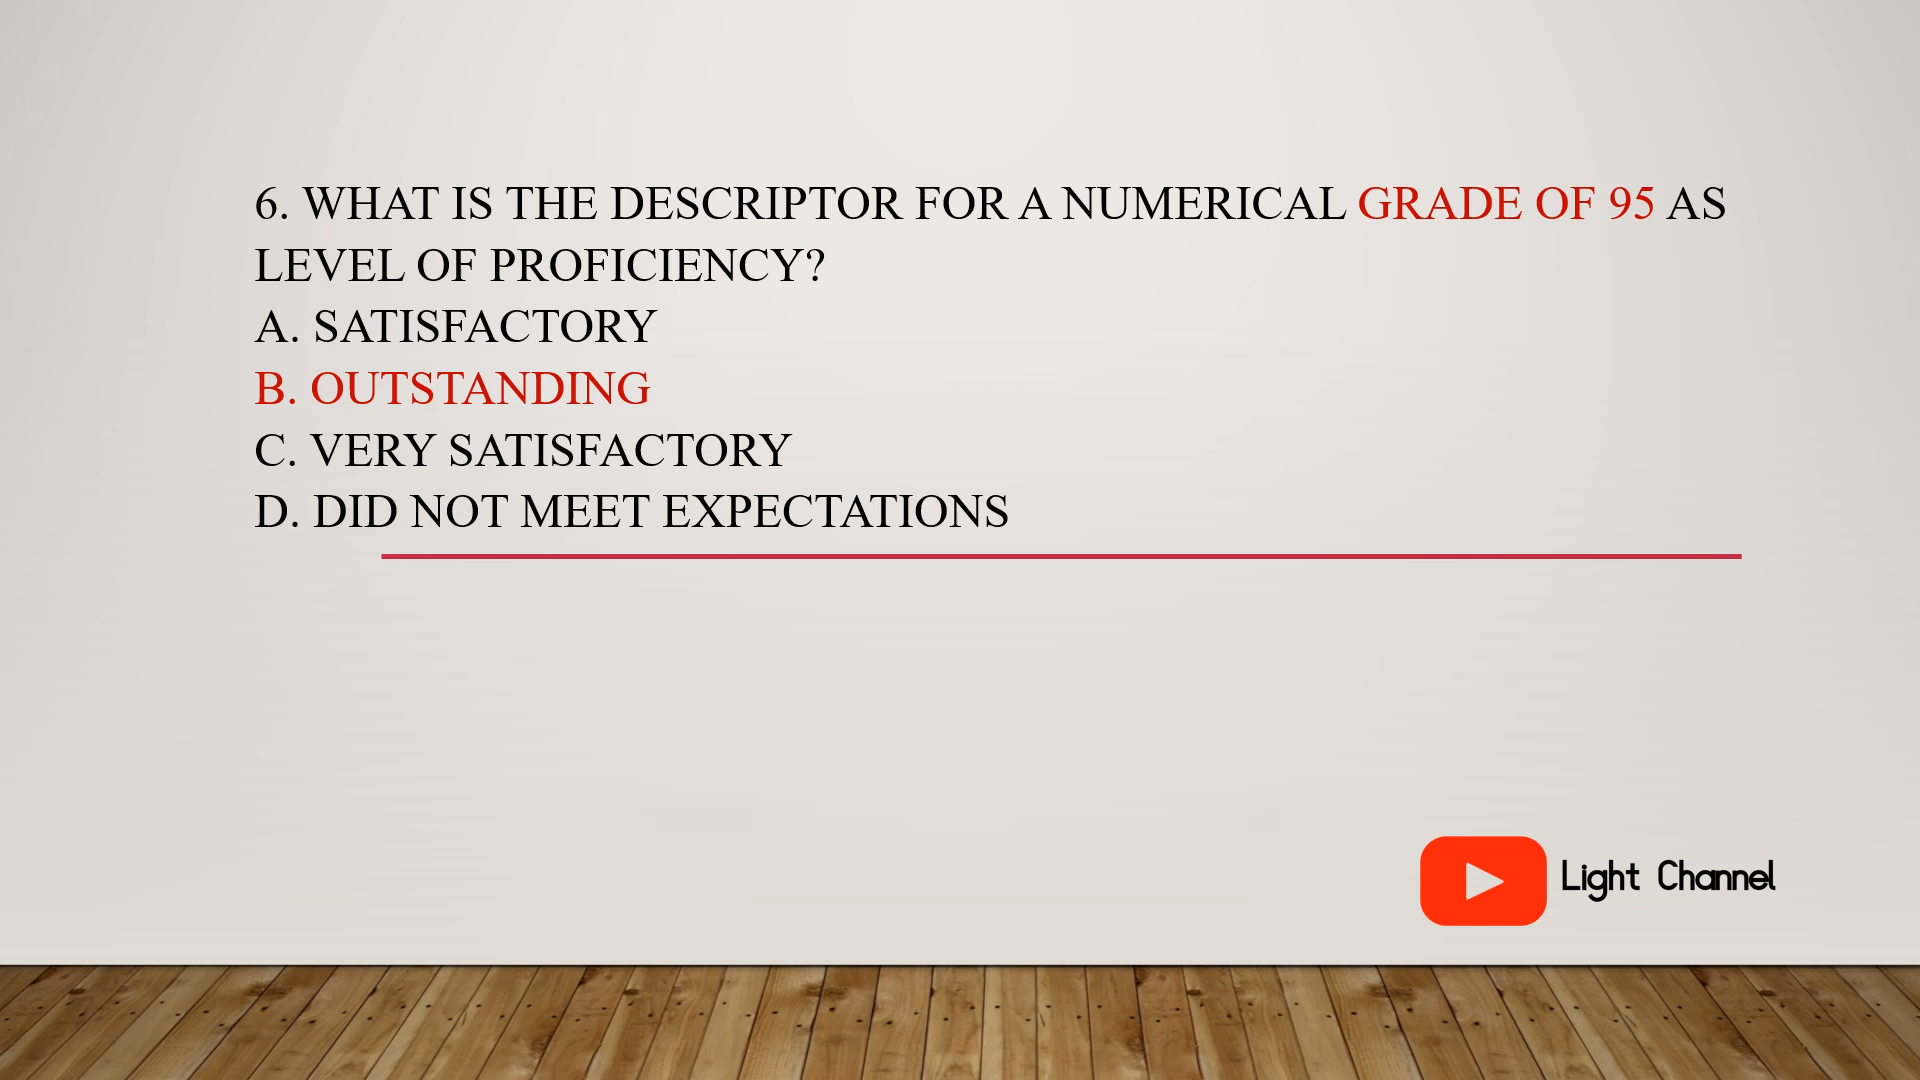 6. WHAT IS THE DESCRIPTOR FOR A NUMERICAL GRADE OF 95 AS
LEVEL OF PROFICIENCY?
A. SATISFACTORY
B. OUTSTANDING
C. VERY SATISFACTORY
D. DID NOT MEET EXPECTATIONS
Light Channel